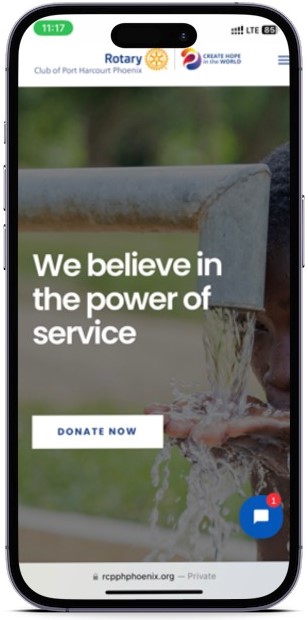 11:17
LTE 85
Rotary
Club of Port Harcourt Phoenix
CREATE HOPE
in the WORLD
We believe in
the power of
service
DONATE NOW
1
rcpphphoenix.org — Private